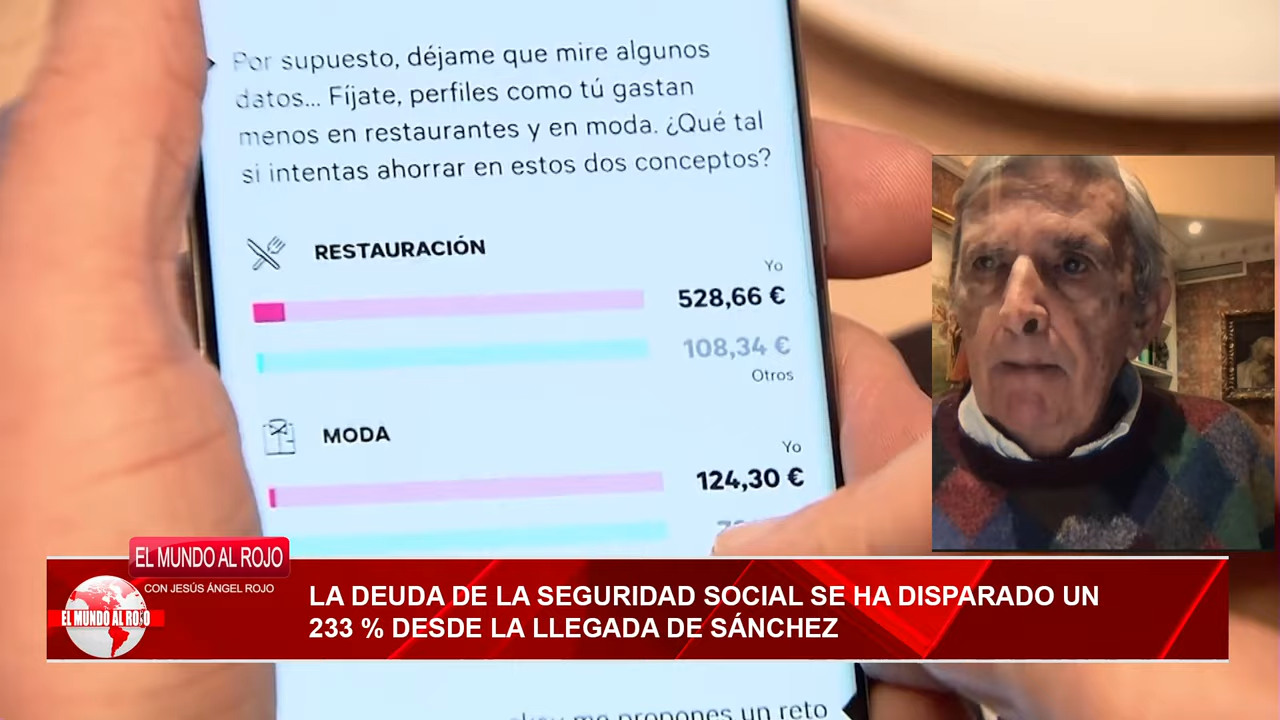 Por supuesto, déjame que mire algunos
datos... Fíjate, perfiles como tú gastan
menos en restaurantes y en moda. ¿Qué tal
si intentas ahorrar en estos dos conceptos?
RESTAURACIÓN
Yo
528,66 €
108,34 €
Otros
MODA
Yo
124,30 €
EL MUNDO AL ROJO
CON JESÚS ÁNGEL ROJO
EL MUNDO AL ROJO
LA DEUDA DE LA SEGURIDAD SOCIAL SE HA DISPARADO UN
233 % DESDE LA LLEGADA DE SÁNCHEZ
me propones un reto